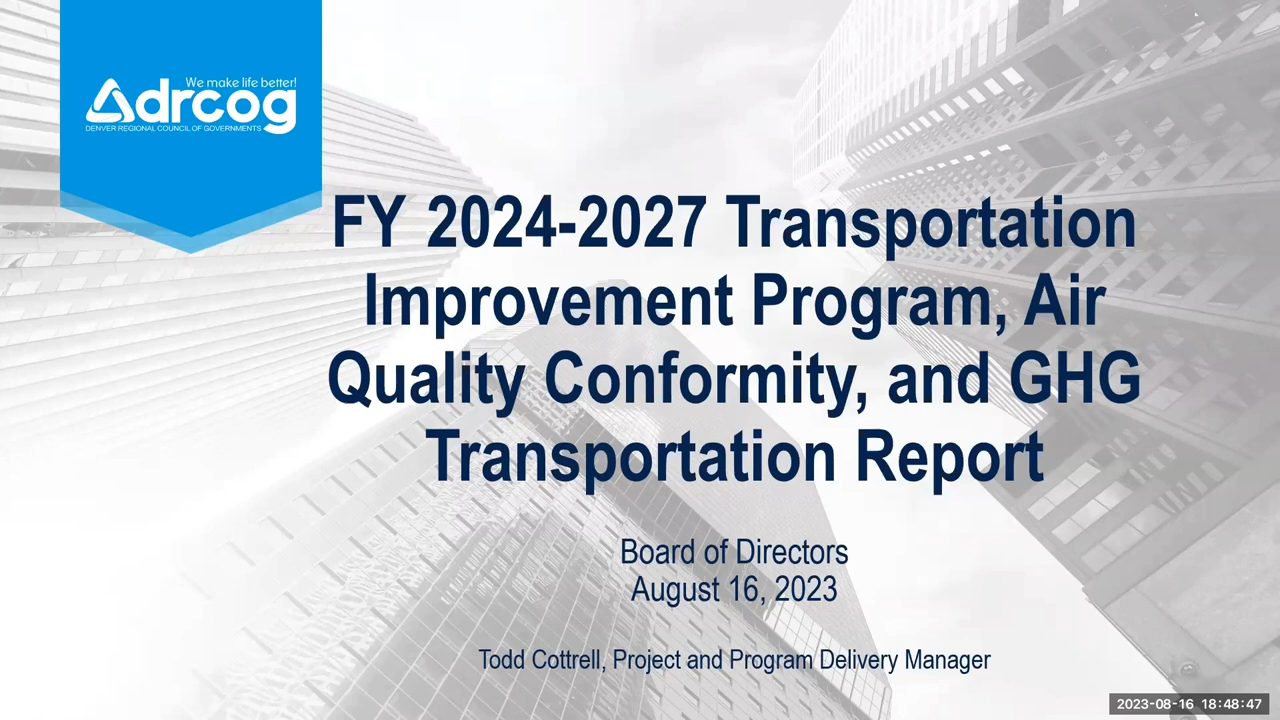 We make life better!
drcog
DENVER REGIONAL COUNCIL OF GOVERNMENTS
FY 2024-2027 Transportation
Improvement Program, Air
Quality Conformity, and GHG
Transportation Report
Board of Directors
August 16, 2023
Todd Cottrell, Project and Program Delivery Manager
2023-08-16 18:48:47